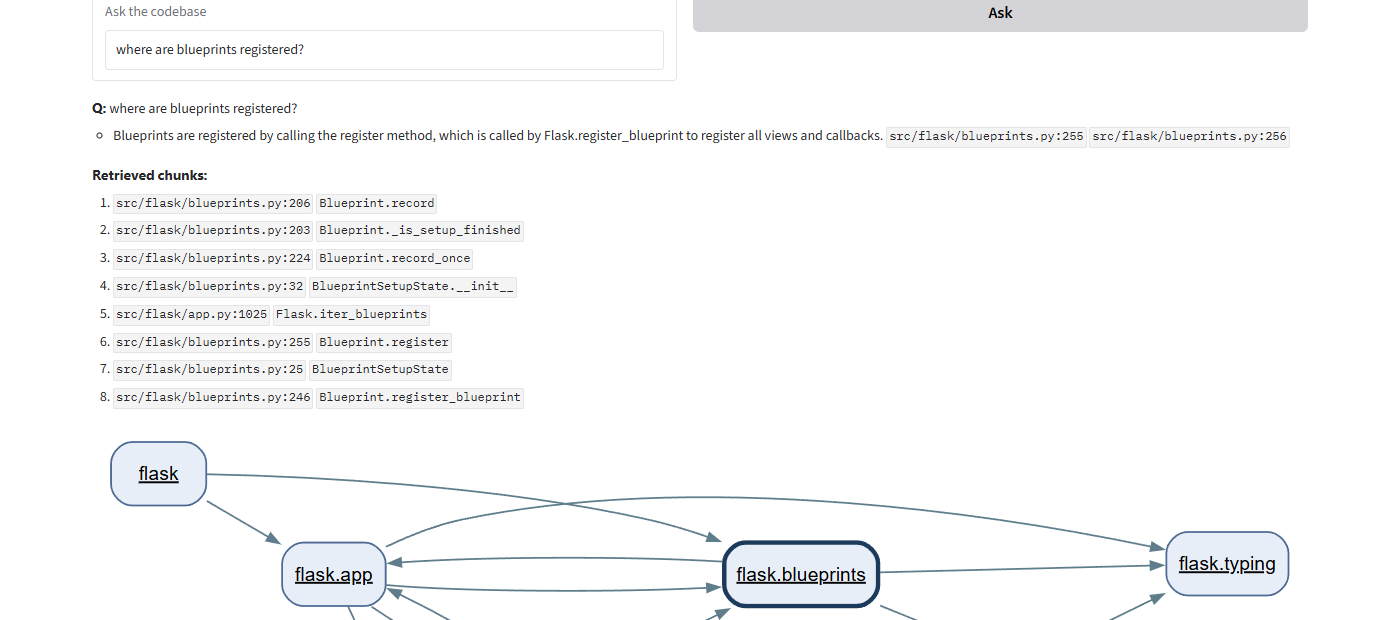 Ask the codebase
Ask
where are blueprints registered?
Q: where are blueprints registered?
Blueprints are registered by calling the register method, which is called by Flask.register_blueprint to register all views and callbacks. src/flask/blueprints.py:255 src/flask/blueprints.py:256
Retrieved chunks:
1. src/flask/blueprints.py:206 Blueprint.record
2. src/flask/blueprints.py:203 Blueprint._is_setup_finished
3. src/flask/blueprints.py:224 Blueprint.record_once
4. src/flask/blueprints.py:32 BlueprintSetupState.__init__
5. src/flask/app.py:1025 Flask.iter_blueprints
6. src/flask/blueprints.py:255 Blueprint.register
7. src/flask/blueprints.py:25 BlueprintSetupState
8. src/flask/blueprints.py:246 Blueprint.register_blueprint
flask
flask.app
flask.blueprints
flask.typing